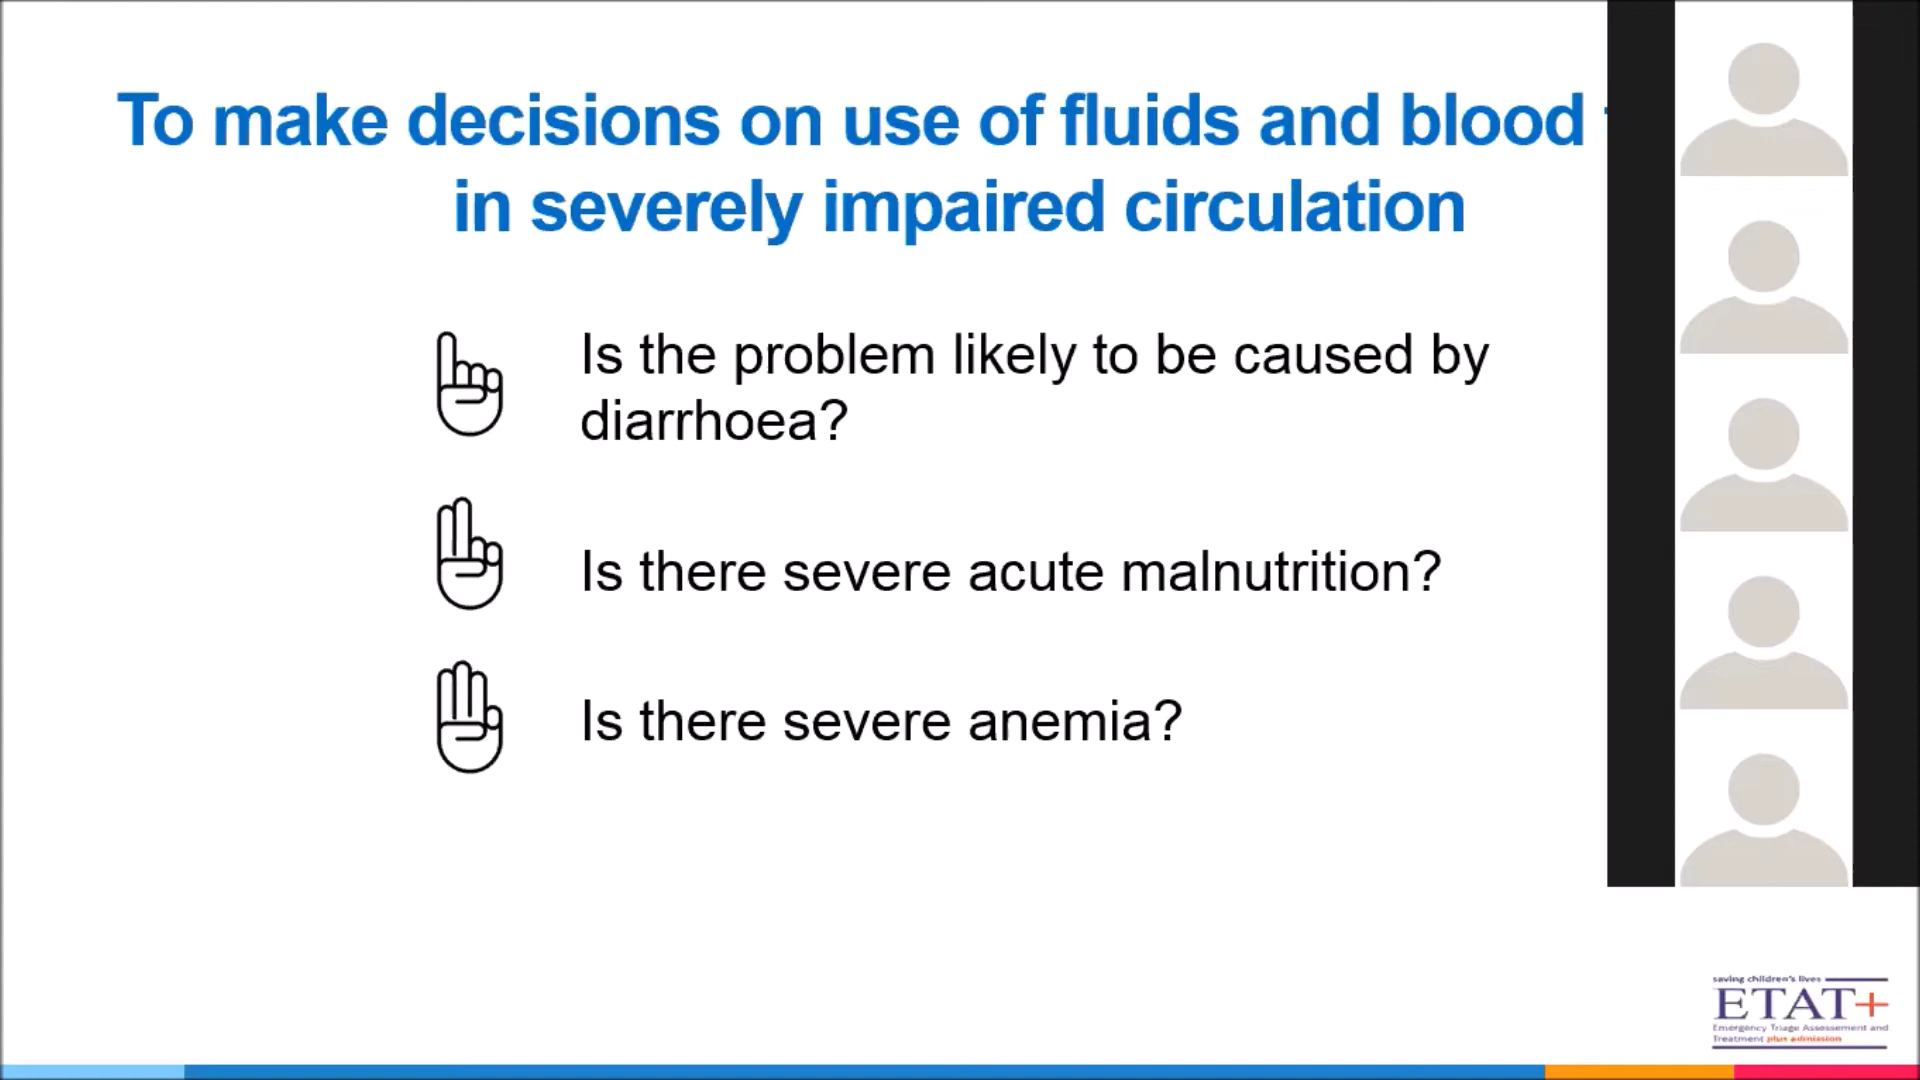 To make decisions on use of fluids and blood
in severely impaired circulation
Is the problem likely to be caused by
diarrhoea?
Is there severe acute malnutrition?
Is there severe anemia?
saving children's lives
ETAT+
Emergency Triage Assessment and
Treatment plus admission